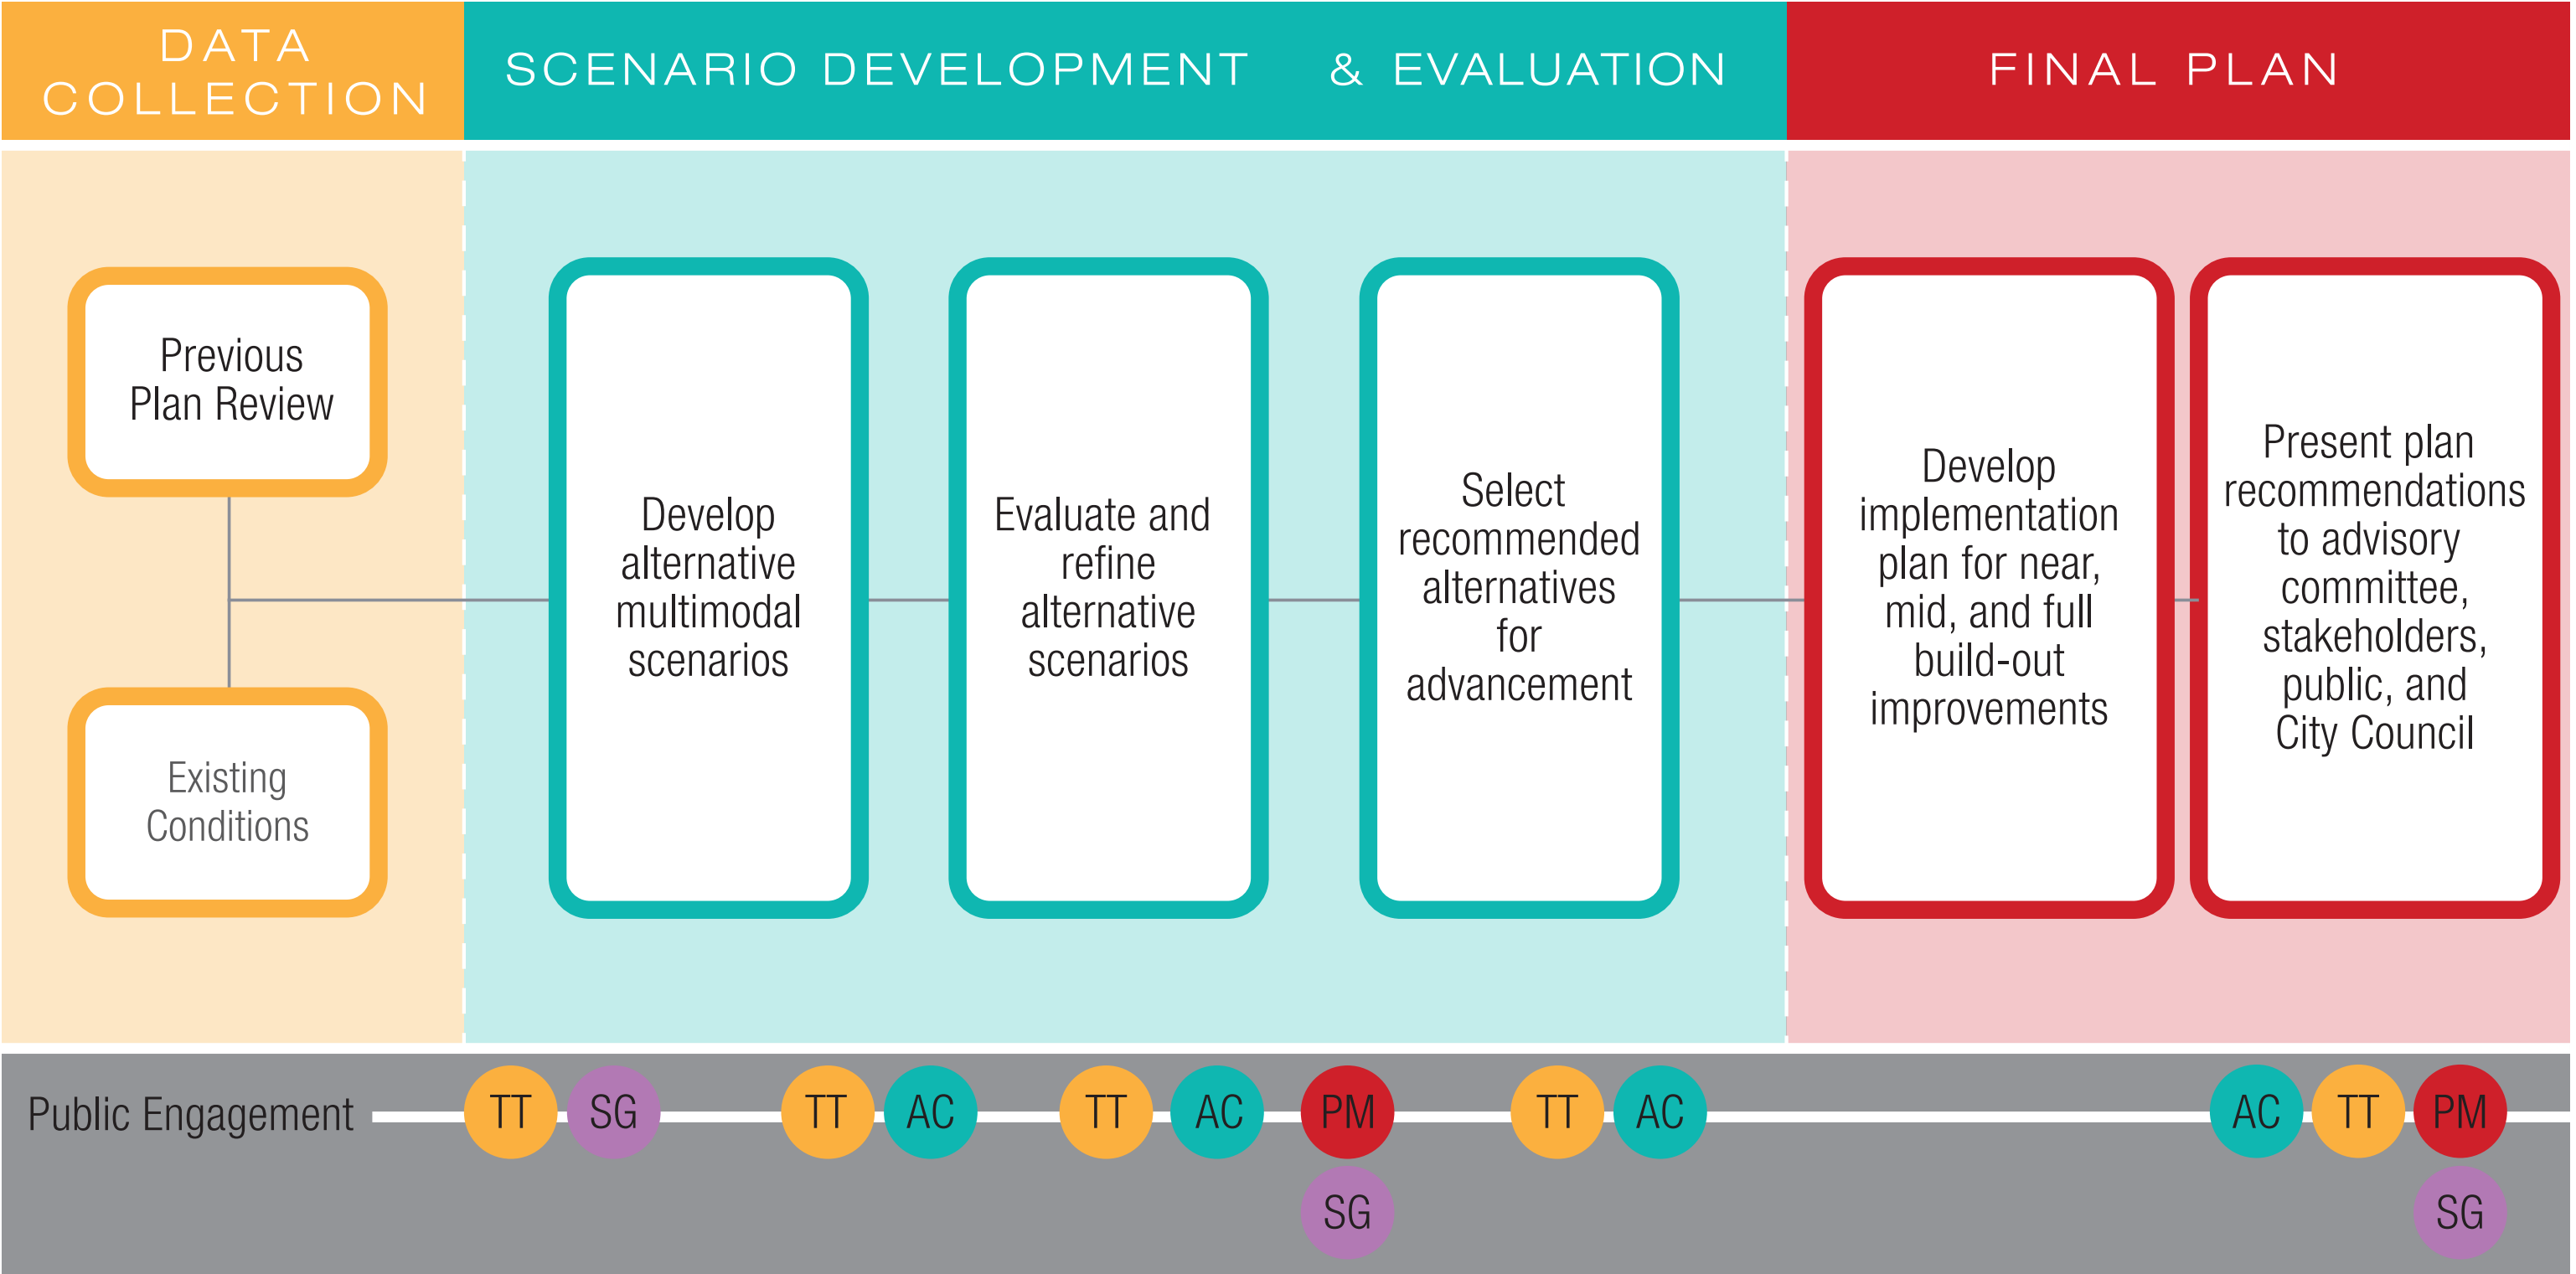 DATA
COLLECTION
SCENARIO DEVELOPMENT & EVALUATION
FINAL PLAN
Previous
Plan Review
Existing
Conditions
Develop
alternative
multimodal
scenarios
Evaluate and
refine
alternative
scenarios
Select
recommended
alternatives
for
advancement
Develop
implementation
plan for near,
mid, and full
build-out
improvements
Present plan
recommendations
to advisory
committee,
stakeholders,
public, and
City Council
Public Engagement TT SG TT AC TT AC PM TT AC AC TT PM
SG SG